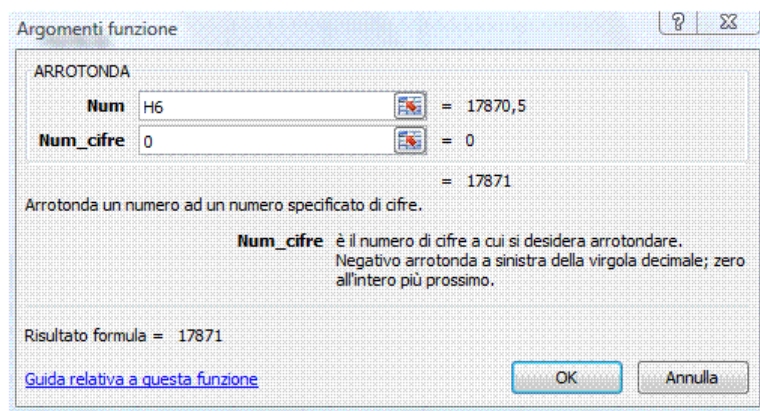 Argomenti funzione
ARROTONDA
Num H6 = 17870,5
Num_cifre 0 = 0
= 17871
Arrotonda un numero ad un numero specificato di cifre.
Num_cifre è il numero di cifre a cui si desidera arrotondare.
Negativo arrotonda a sinistra della virgola decimale; zero
all'intero più prossimo.
Risultato formula = 17871
Guida relativa a questa funzione OK Annulla